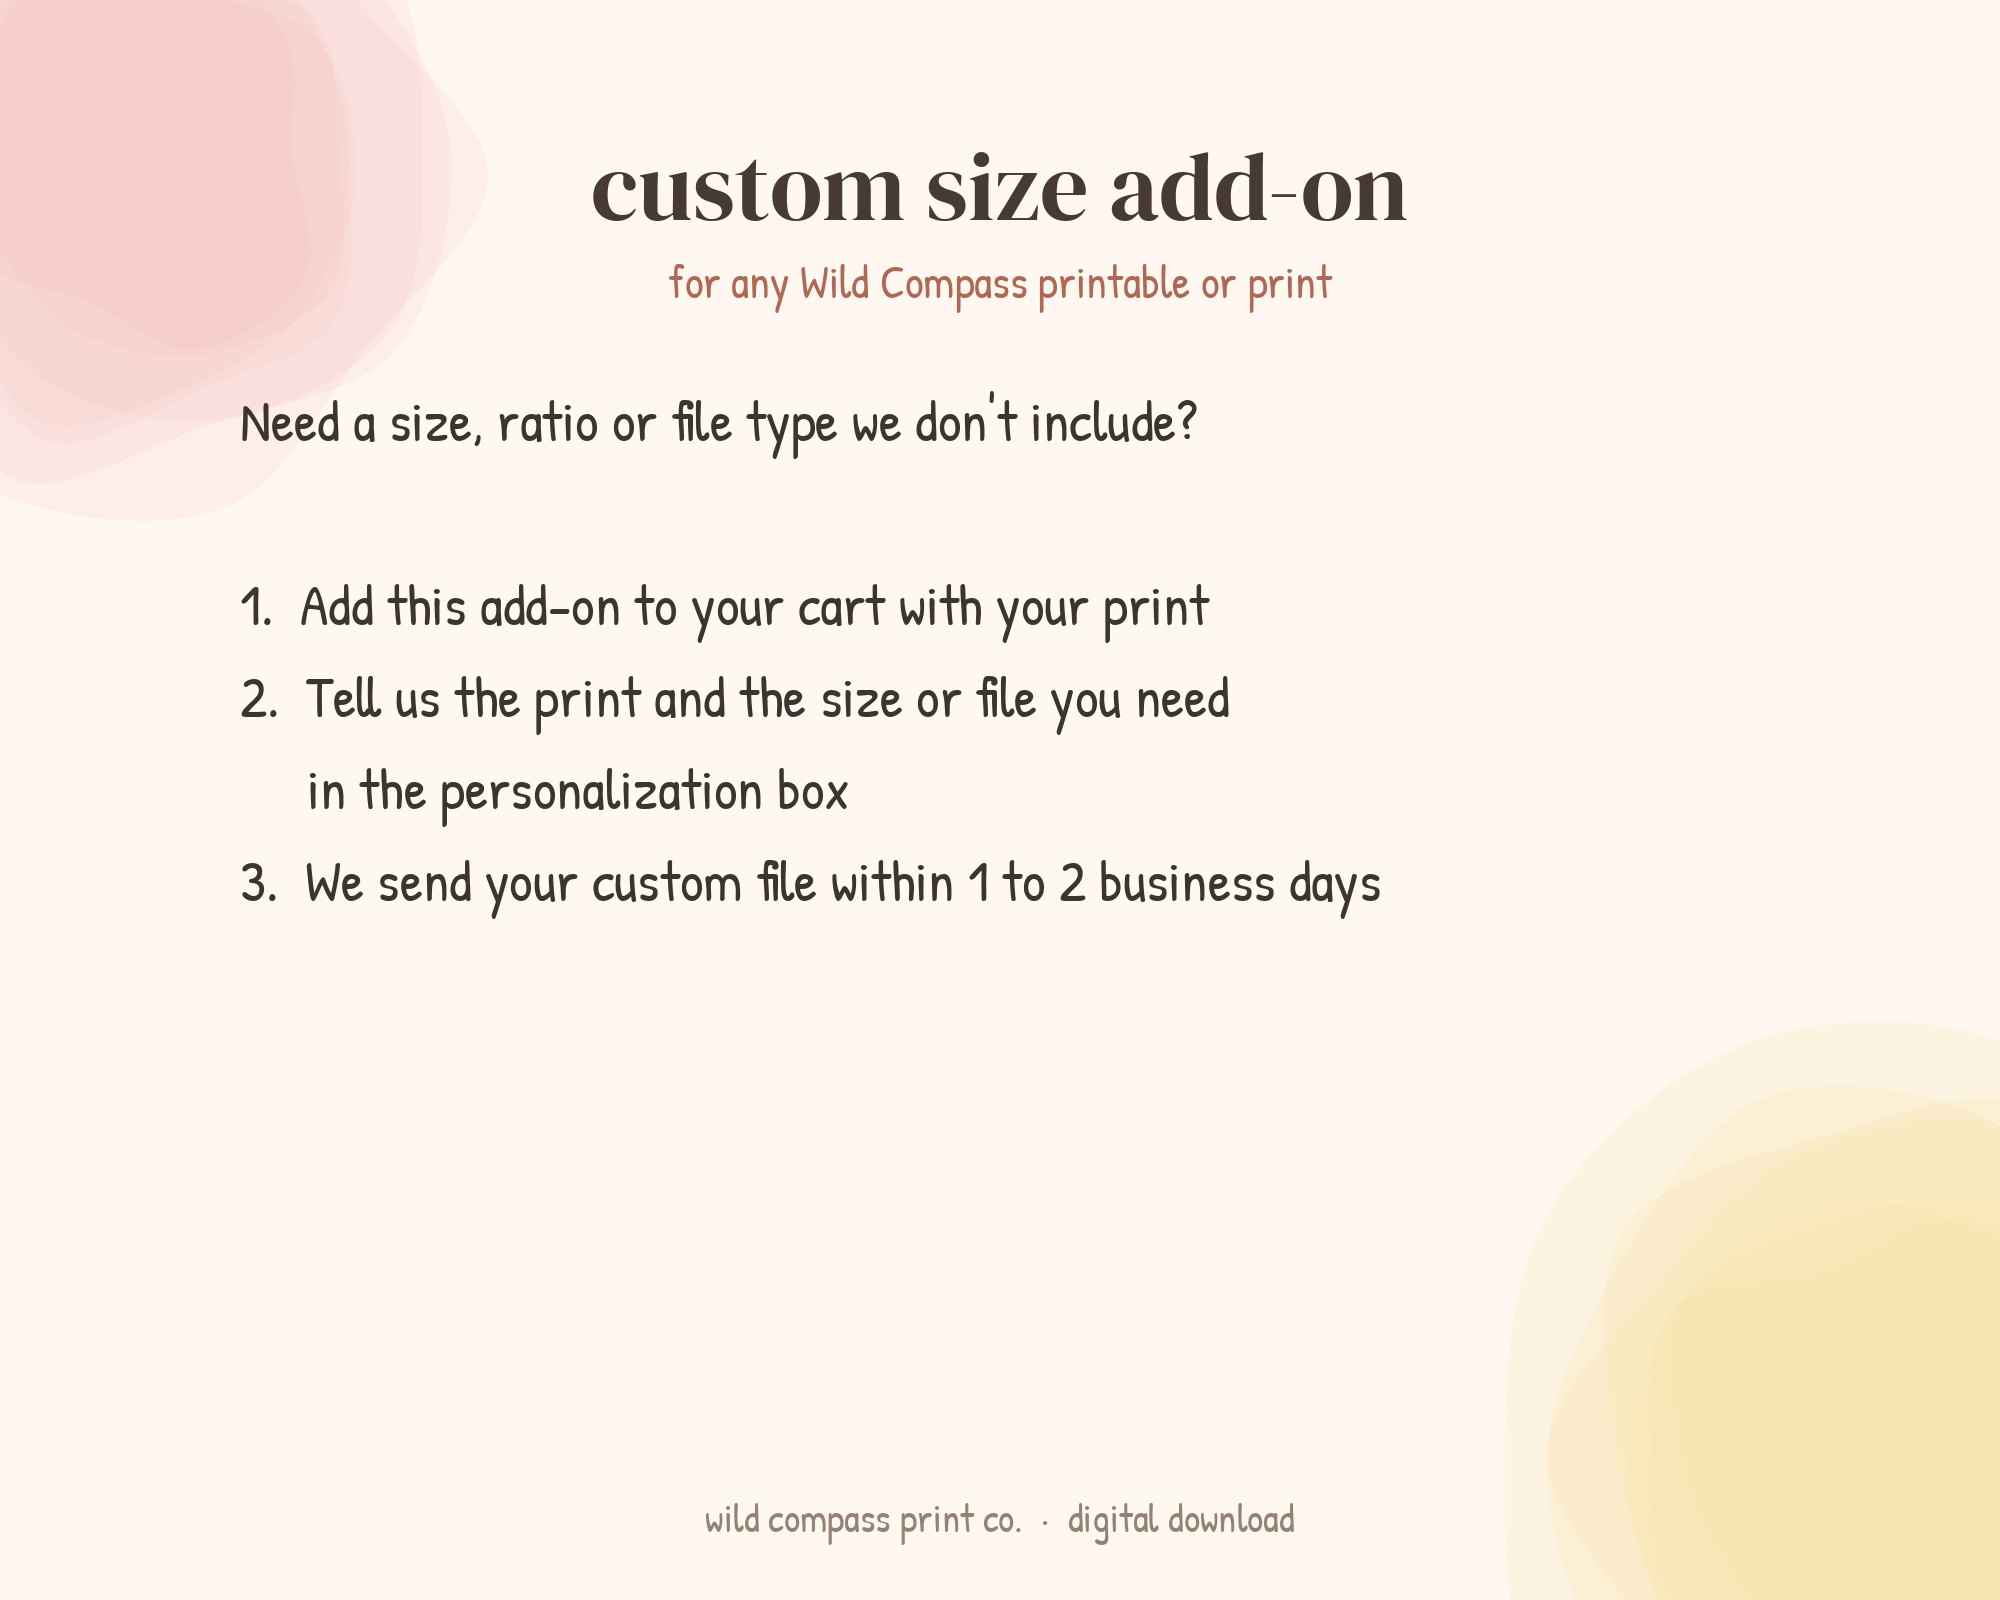 custom size add-on
for any Wild Compass printable or print
Need a size, ratio or file type we don't include?
1. Add this add-on to your cart with your print
2. Tell us the print and the size or file you need
in the personalization box
3. We send your custom file within 1 to 2 business days
wild compass print co. · digital download